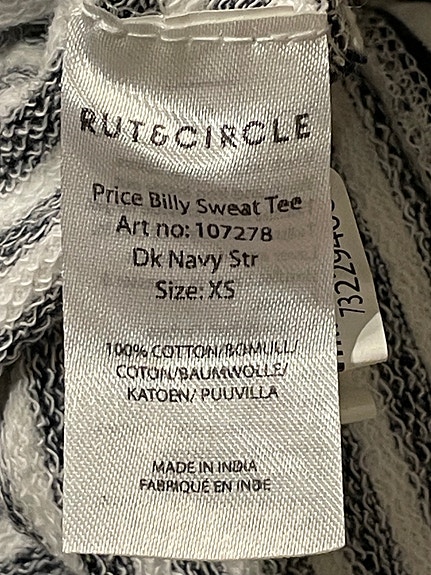 RUT&CIRCLE
Price Billy Sweat Tee
Art no: 107278
Dk Navy Str
Size: XS
100% COTTON/BOMULL/
COTON/BAUMWOLLE/
KATOEN/ PUUVILLA
MADE IN INDIA
FABRIQUÉ EN INDE